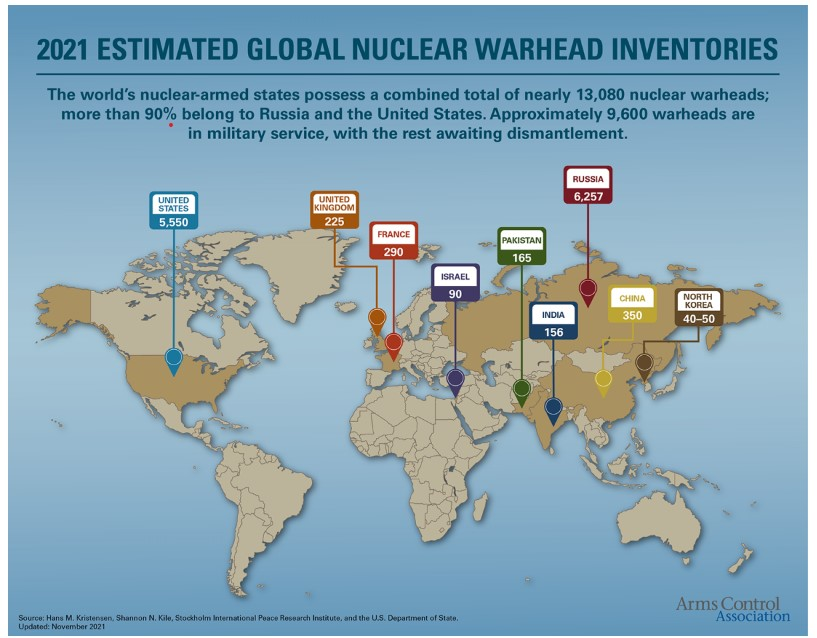 2021 ESTIMATED GLOBAL NUCLEAR WARHEAD INVENTORIES
The world's nuclear-armed states possess a combined total of nearly 13,080 nuclear warheads;
more than 90% belong to Russia and the United States. Approximately 9,600 warheads are
in military service, with the rest awaiting dismantlement.
RUSSIA
6,257
UNITED
STATES
5,550
UNITED
KINGDOM
225
FRANCE
290
PAKISTAN
165
ISRAEL
90
INDIA
156
CHINA
350
NORTH
KOREA
40–50
Arms Control
Association
Source: Hans M. Kristensen, Shannon N. Kile, Stockholm International Peace Research Institute, and the U.S. Department of State.
Updated: November 2021